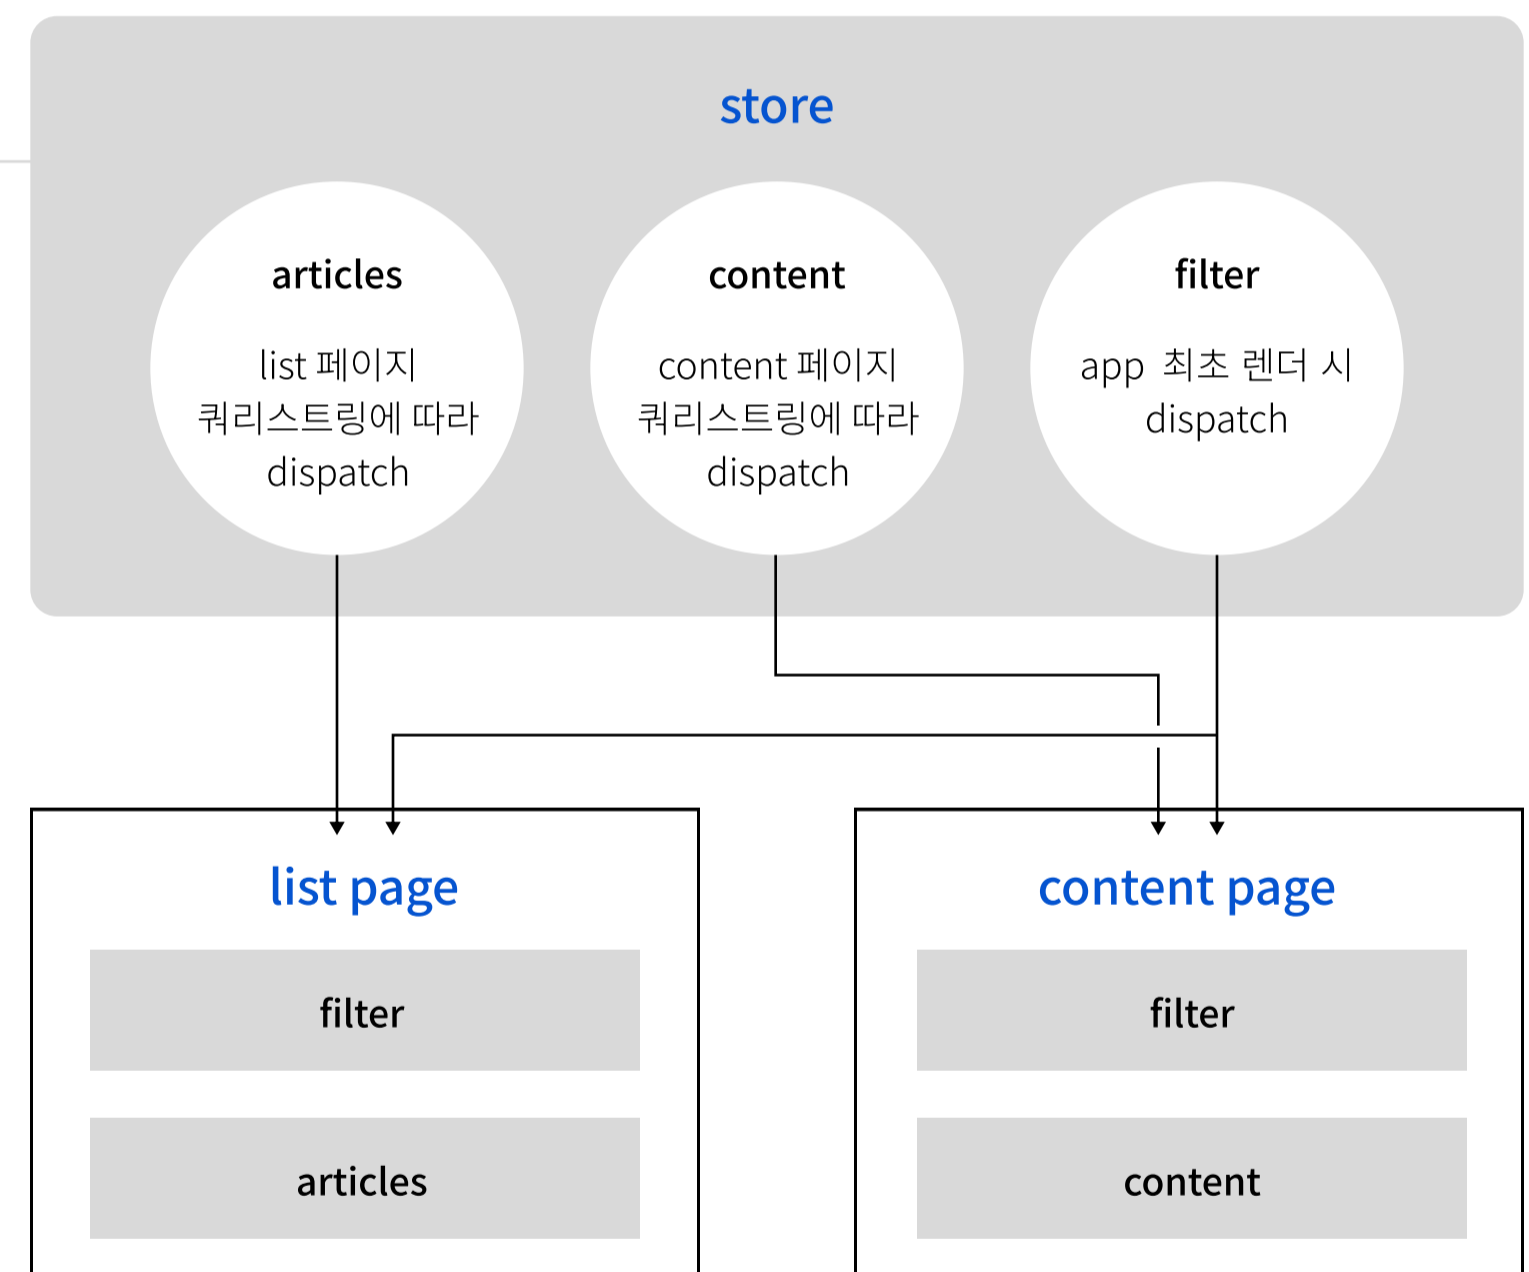 store
articles
list 페이지
쿼리스트링에 따라
dispatch
content
content 페이지
쿼리스트링에 따라
dispatch
filter
app 최초 렌더 시
dispatch
list page
filter
articles
content page
filter
content